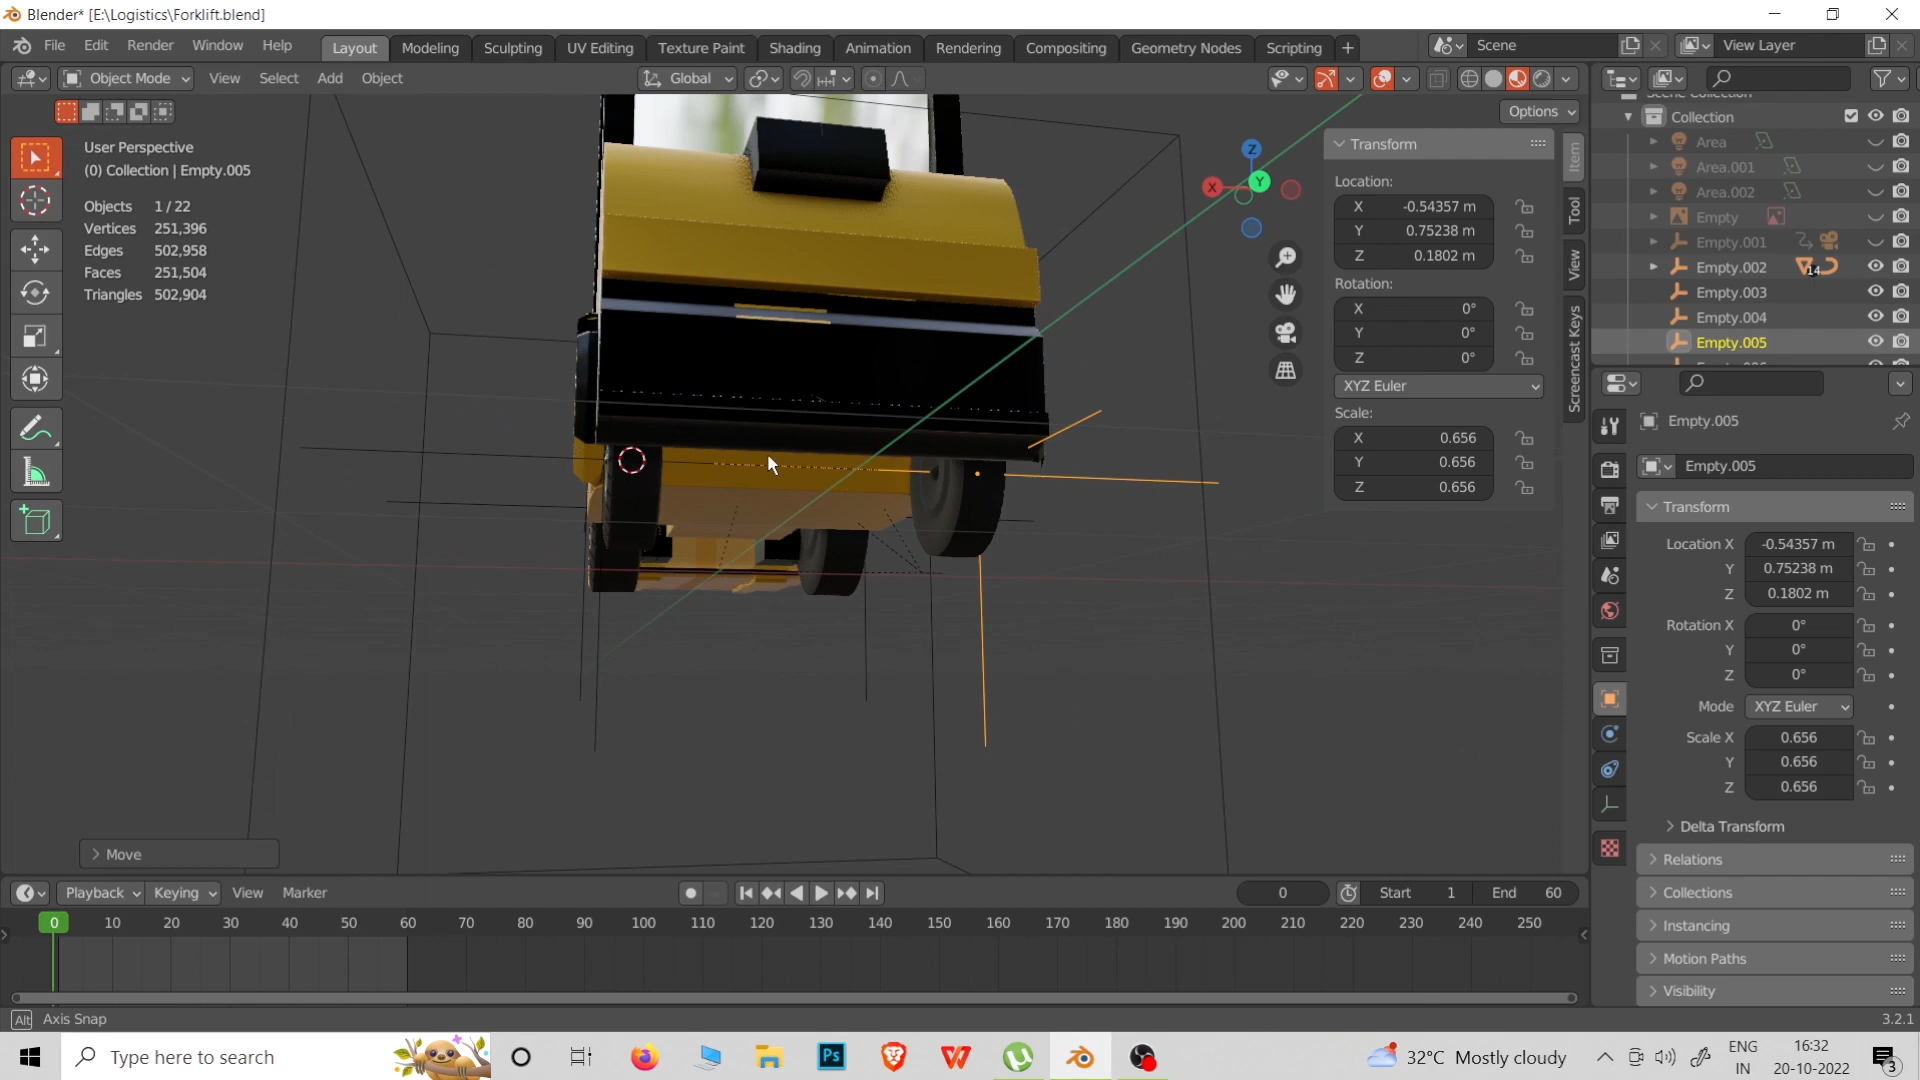 Blender* [E:\Logistics\Forklift.blend]
File Edit Render Window Help
Layout Modeling Sculpting UV Editing Texture Paint Shading Animation Rendering Compositing Geometry Nodes Scripting +
Scene
View Layer
Object Mode View Select Add Object
Global
Options
User Perspective
(0) Collection | Empty.005
Objects 1 / 22
Vertices 251,396
Edges 502,958
Faces 251,504
Triangles 502,904
Z
X
Y
Transform
Location:
X -0.54357 m
Y 0.75238 m
Z 0.1802 m
Rotation:
X 0°
Y 0°
Z 0°
XYZ Euler
Scale:
X 0.656
Y 0.656
Z 0.656
Item
Tool
View
Screencast Keys
Scene Collection
Collection
Area
Area.001
Area.002
Empty
Empty.001
Empty.002 14
Empty.003
Empty.004
Empty.005
Empty.005
Empty.005
Transform
Location X -0.54357 m
Y 0.75238 m
Z 0.1802 m
Rotation X 0°
Y 0°
Z 0°
Mode XYZ Euler
Scale X 0.656
Y 0.656
Z 0.656
Delta Transform
Relations
Collections
Instancing
Motion Paths
Visibility
Move
Playback Keying View Marker
0 Start 1 End 60
0 10 20 30 40 50 60 70 80 90 100 110 120 130 140 150 160 170 180 190 200 210 220 230 240 250
Alt Axis Snap
3.2.1
Type here to search
Ps
W
32°C Mostly cloudy
ENG
IN
16:32
20-10-2022
3